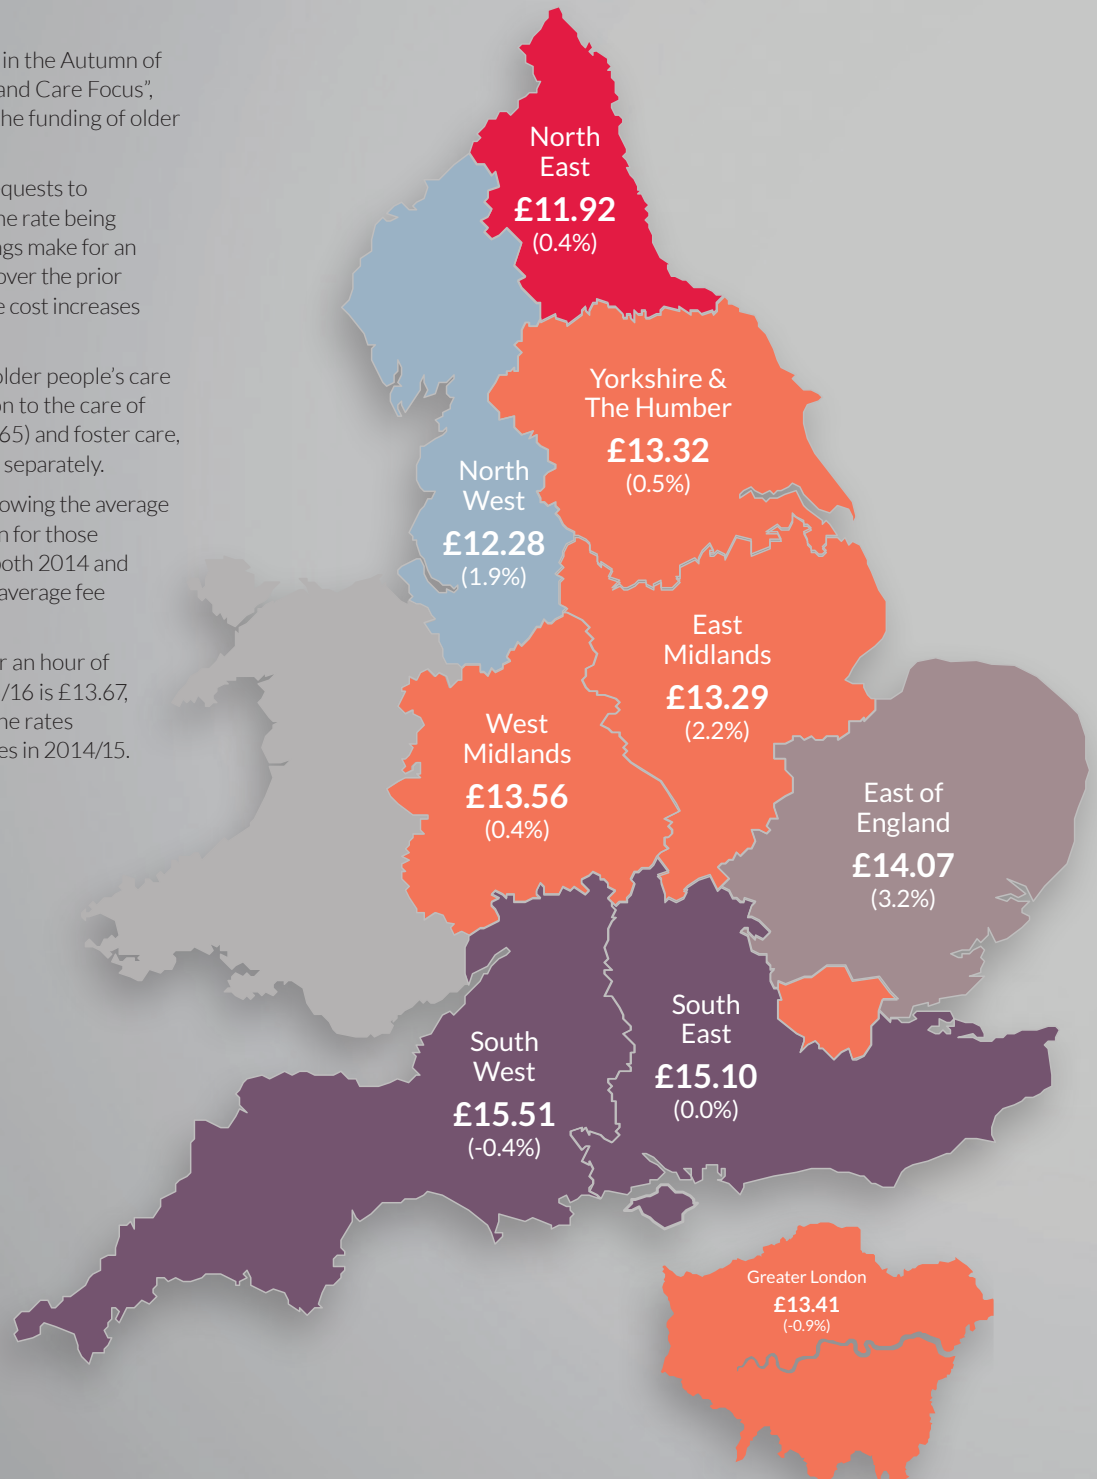 in the Autumn of
and Care Focus”,
he funding of older
quests to
ne rate being
ngs make for an
over the prior
e cost increases
older people’s care
on to the care of
65) and foster care,
separately.
owing the average
n for those
oth 2014 and
average fee
r an hour of
/16 is £13.67,
he rates
es in 2014/15.
North
East
£11.92
(0.4%)
Yorkshire &
The Humber
£13.32
(0.5%)
North
West
£12.28
(1.9%)
East
Midlands
£13.29
(2.2%)
West
Midlands
£13.56
(0.4%)
East of
England
£14.07
(3.2%)
South
East
£15.10
(0.0%)
South
West
£15.51
(-0.4%)
Greater London
£13.41
(-0.9%)